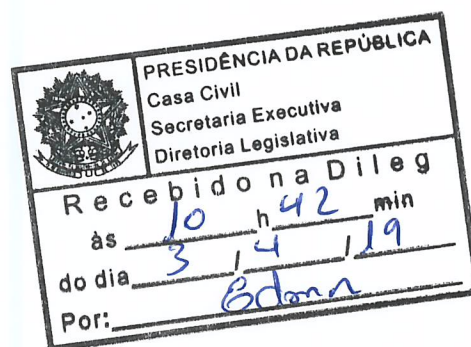 PRESIDÊNCIA DA REPÚBLICA
Casa Civil
Secretaria Executiva
Diretoria Legislativa
Recebido na Dileg
às 10 h 42 min
do dia 3 / 4 / 19
Por: